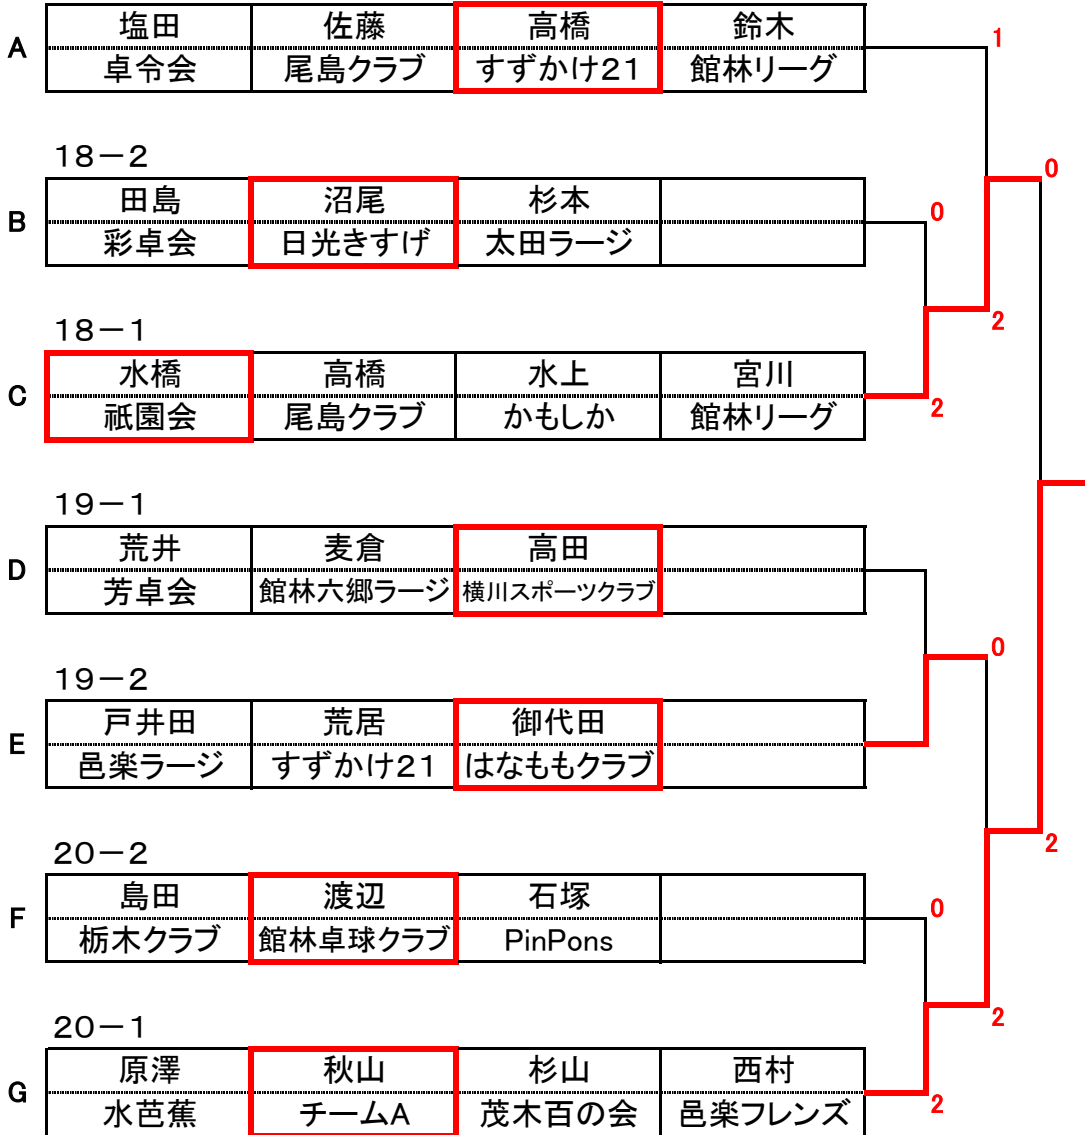 A
塩田 佐藤 高橋 鈴木
卓令会 尾島クラブ すずかけ21 館林リーグ
1
18-2
0
B
田島 沼尾 杉本
彩卓会 日光きすげ 太田ラージ
0
18-1
2
C
水橋 高橋 水上 宮川
祇園会 尾島クラブ かもしか 館林リーグ
2
19-1
D
荒井 麦倉 高田
芳卓会 館林六郷ラージ 横川スポーツクラブ
0
19-2
E
戸井田 荒居 御代田
邑楽ラージ すずかけ21 はなももクラブ
20-2
2
F
島田 渡辺 石塚
栃木クラブ 館林卓球クラブ PinPons
0
20-1
2
G
原澤 秋山 杉山 西村
水芭蕉 チームA 茂木百の会 邑楽フレンズ
2